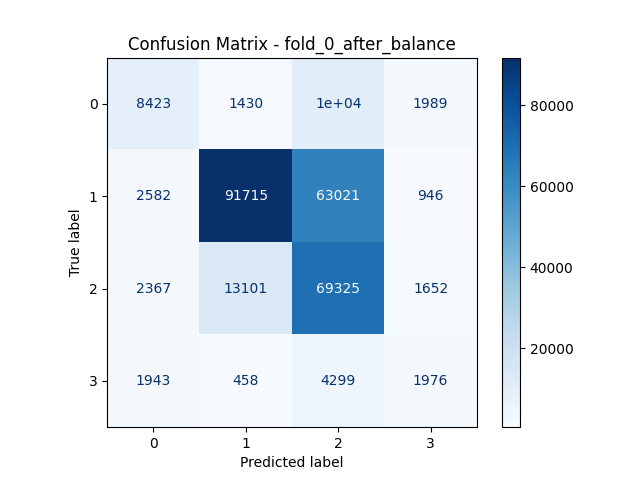 Confusion Matrix - fold_0_after_balance
0 8423 1430 1e+04 1989
1 2582 91715 63021 946
2 2367 13101 69325 1652
3 1943 458 4299 1976
0 1 2 3
Predicted label
True label
80000
60000
40000
20000